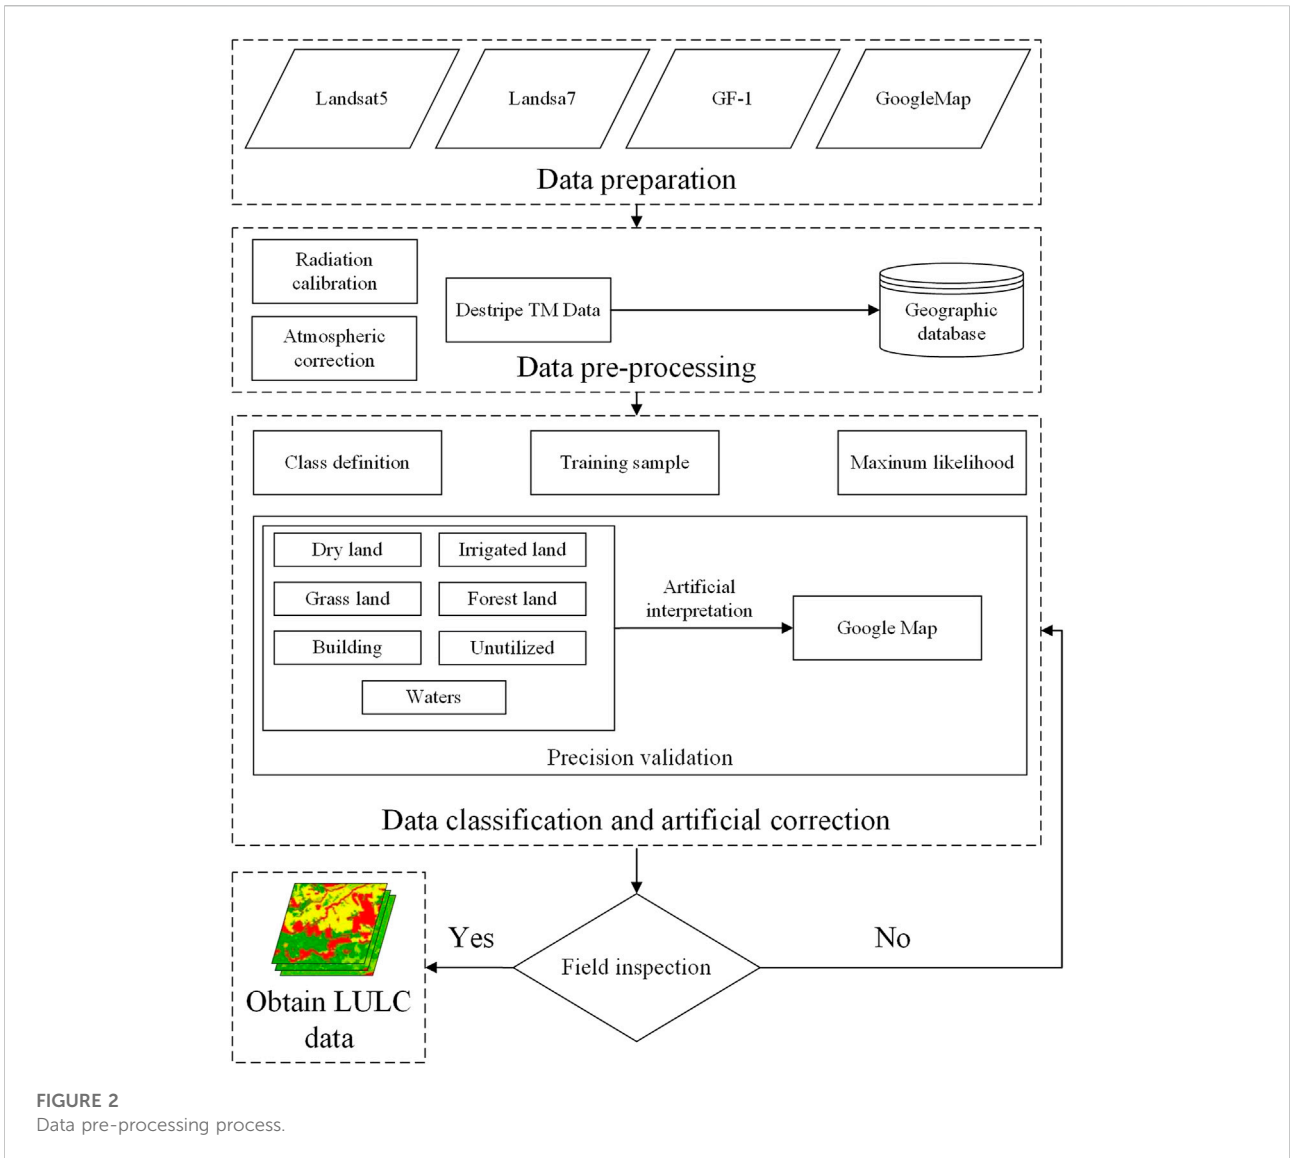 Landsat5
Landsa7
GF-1
GoogleMap
Data preparation
Radiation
calibration
Atmospheric
correction
Destripe TM Data
Geographic
database
Data pre-processing
Class definition
Training sample
Maxinum likelihood
Dry land
Irrigated land
Grass land
Forest land
Building
Unutilized
Waters
Artificial
interpretation
Google Map
Precision validation
Data classification and artificial correction
Yes
Field inspection
No
Obtain LULC
data
FIGURE 2
Data pre-processing process.